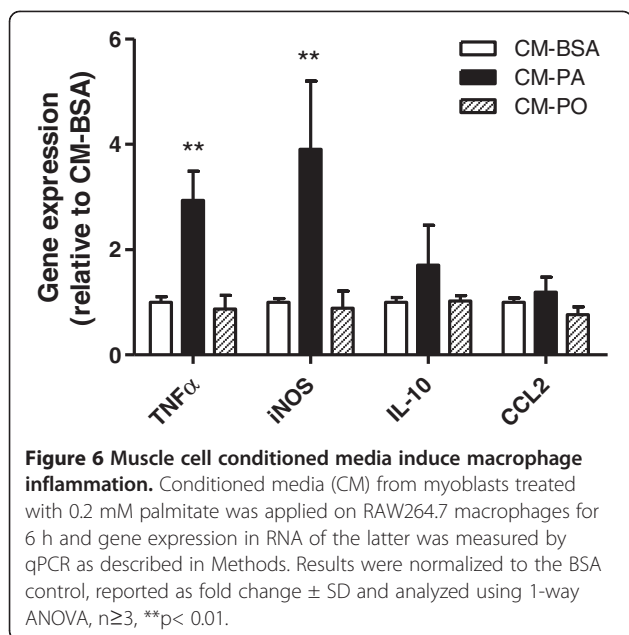 6
4
2
0
Gene expression
(relative to CM-BSA)
**
**
CM-BSA
CM-PA
CM-PO
TNFα
iNOS
IL-10
CCL2
Figure 6 Muscle cell conditioned media induce macrophage
inflammation. Conditioned media (CM) from myoblasts treated
with 0.2 mM palmitate was applied on RAW264.7 macrophages for
6 h and gene expression in RNA of the latter was measured by
qPCR as described in Methods. Results were normalized to the BSA
control, reported as fold change ± SD and analyzed using 1-way
ANOVA, n≥3, **p< 0.01.